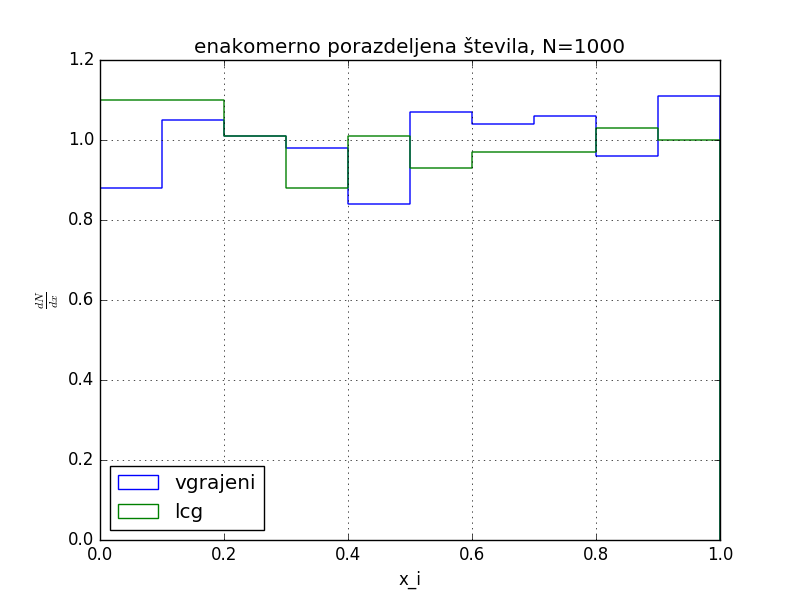 enakomerno porazdeljena števila, N=1000
1.2
1.0
0.8
0.6
0.4
0.2
0.0
dN
dx
vgrajeni
lcg
0.0 0.2 0.4 0.6 0.8 1.0
x_i